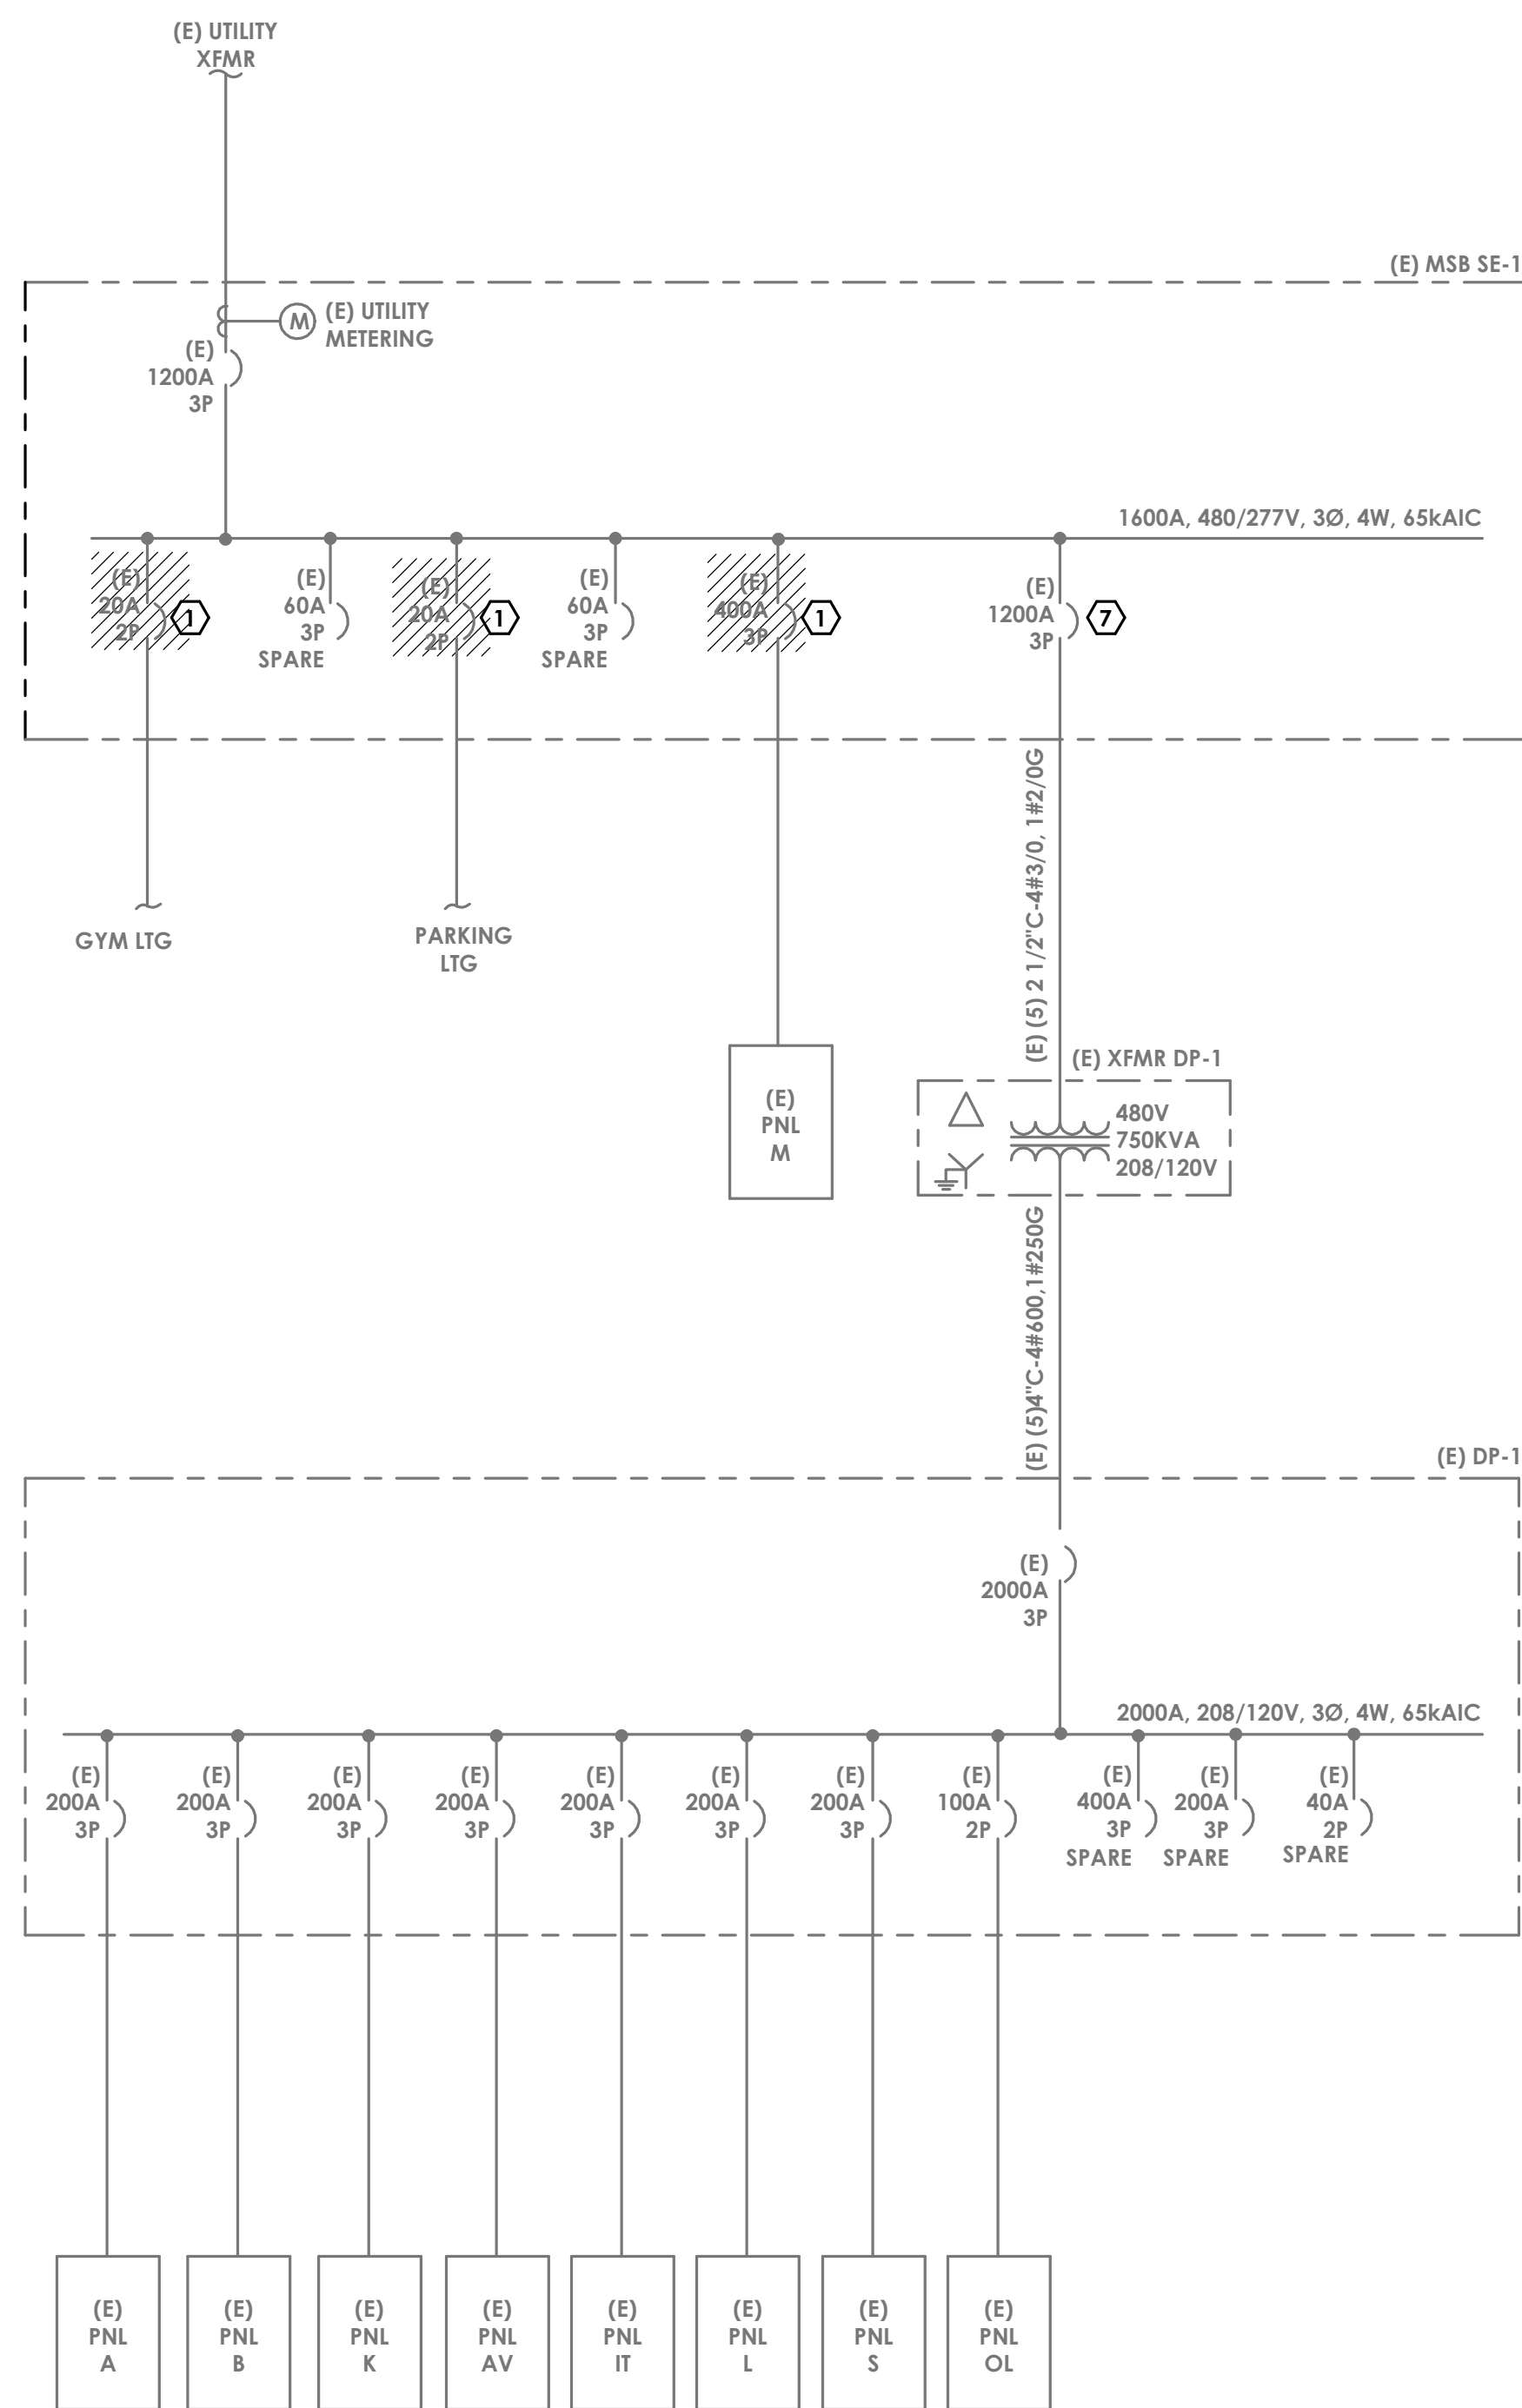 (E) UTILITY
XFMR
(E) MSB SE-1
M
(E) UTILITY
METERING
(E)
1200A
3P
1600A, 480/277V, 3Ø, 4W, 65kAIC
(E)
20A
2P
1
(E)
60A
3P
SPARE
(E)
20A
2P
1
(E)
60A
3P
SPARE
(E)
400A
3P
1
(E)
1200A
3P
7
GYM LTG
PARKING
LTG
(E) (5) 2 1/2"C-4#3/0, 1#2/0G
(E)
PNL
M
(E) XFMR DP-1
480V
750KVA
208/120V
(E) (5)4"C-4#600,1#250G
(E) DP-1
(E)
2000A
3P
2000A, 208/120V, 3Ø, 4W, 65kAIC
(E)
200A
3P
(E)
200A
3P
(E)
200A
3P
(E)
200A
3P
(E)
200A
3P
(E)
200A
3P
(E)
200A
3P
(E)
100A
2P
(E)
400A
3P
SPARE
(E)
200A
3P
SPARE
(E)
40A
2P
SPARE
(E)
PNL
A
(E)
PNL
B
(E)
PNL
K
(E)
PNL
AV
(E)
PNL
IT
(E)
PNL
L
(E)
PNL
S
(E)
PNL
OL